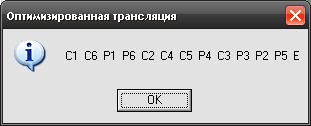 Оптимизированная трансляция
C1 C6 P1 P6 C2 C4 C5 P4 C3 P3 P2 P5 E
OK